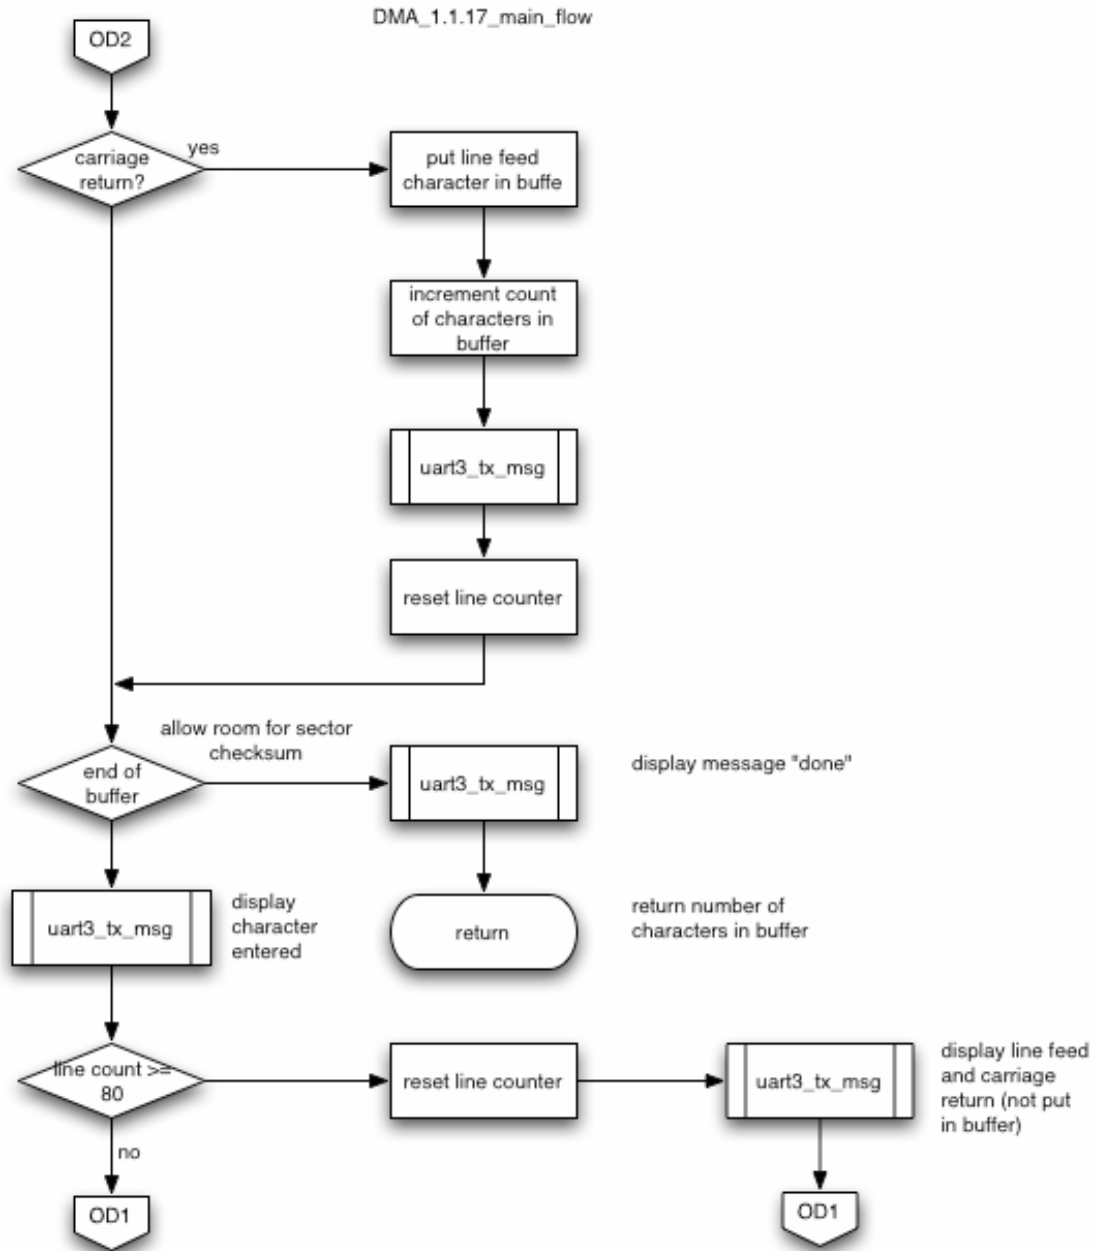 DMA_1.1.17_main_flow
OD2
carriage
return?
yes
put line feed
character in buffe
increment count
of characters in
buffer
uart3_tx_msg
reset line counter
allow room for sector
checksum
end of
buffer
uart3_tx_msg
display message "done"
uart3_tx_msg
display
character
entered
return
return number of
characters in buffer
line count >=
80
reset line counter
uart3_tx_msg
display line feed
and carriage
return (not put
in buffer)
no
OD1
OD1